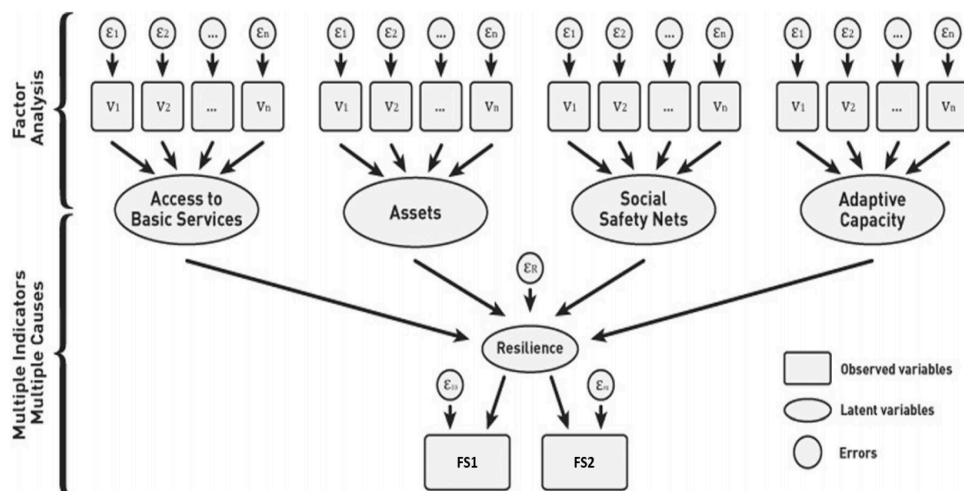 Factor
Analysis
ε1 ε2 ... εn
ε1 ε2 ... εn
ε1 ε2 ... εn
ε1 ε2 ... εn
V1 V2 ... Vn
V1 V2 ... Vn
V1 V2 ... Vn
V1 V2 ... Vn
Access to
Basic Services
Assets
Social
Safety Nets
Adaptive
Capacity
Multiple Indicators
Multiple Causes
εR
Resilience
ε
ε
FS1
FS2
Observed variables
Latent variables
Errors